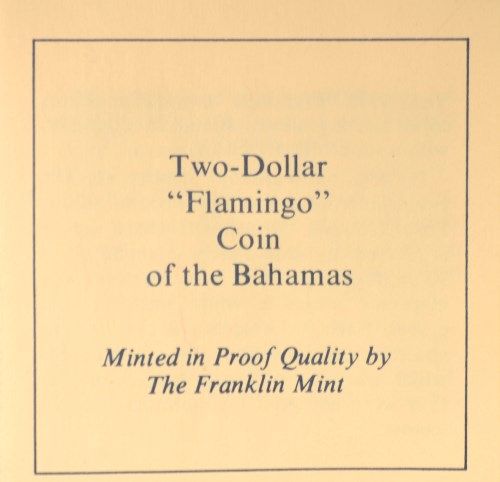 Two-Dollar
“Flamingo”
Coin
of the Bahamas
Minted in Proof Quality by
The Franklin Mint